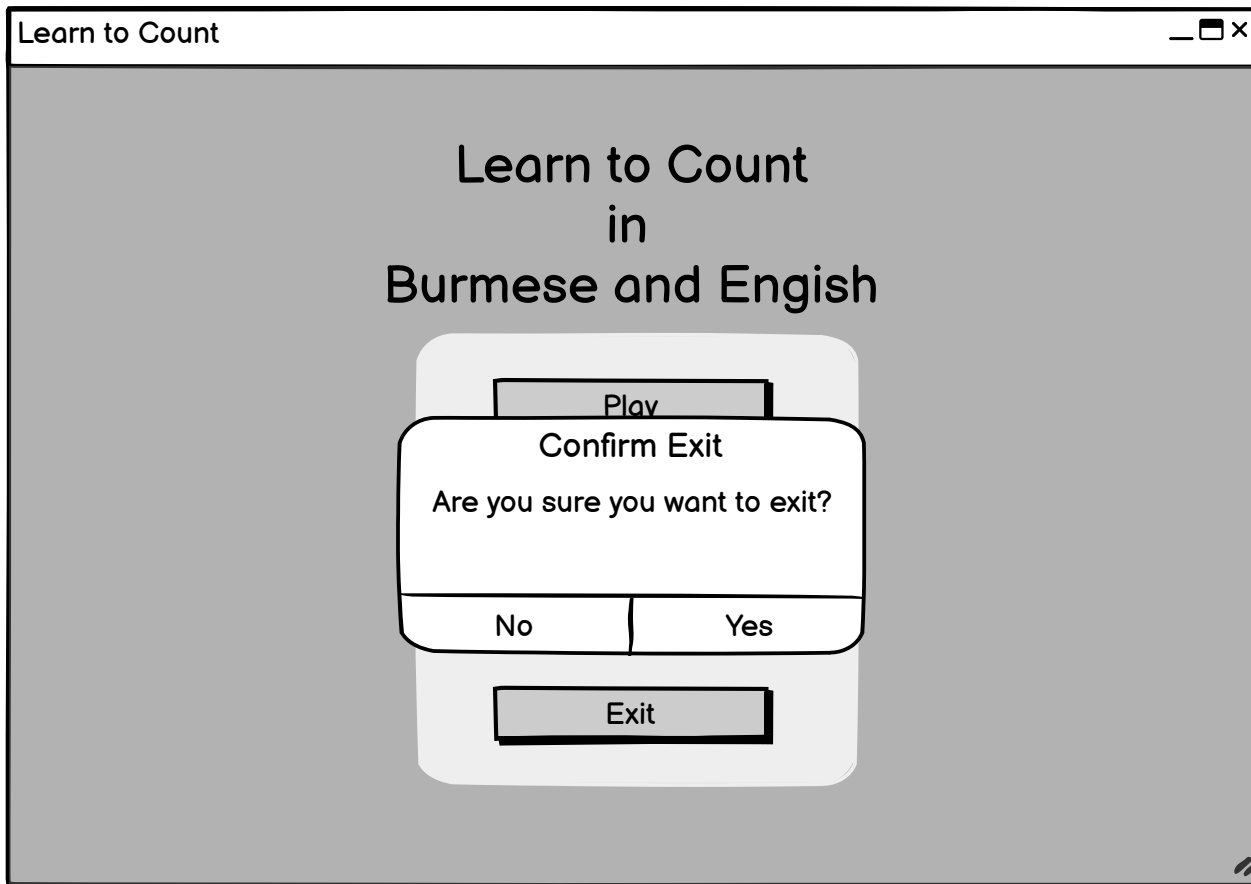 Learn to Count
Learn to Count
in
Burmese and Engish
Play
Confirm Exit
Are you sure you want to exit?
No
Yes
Exit